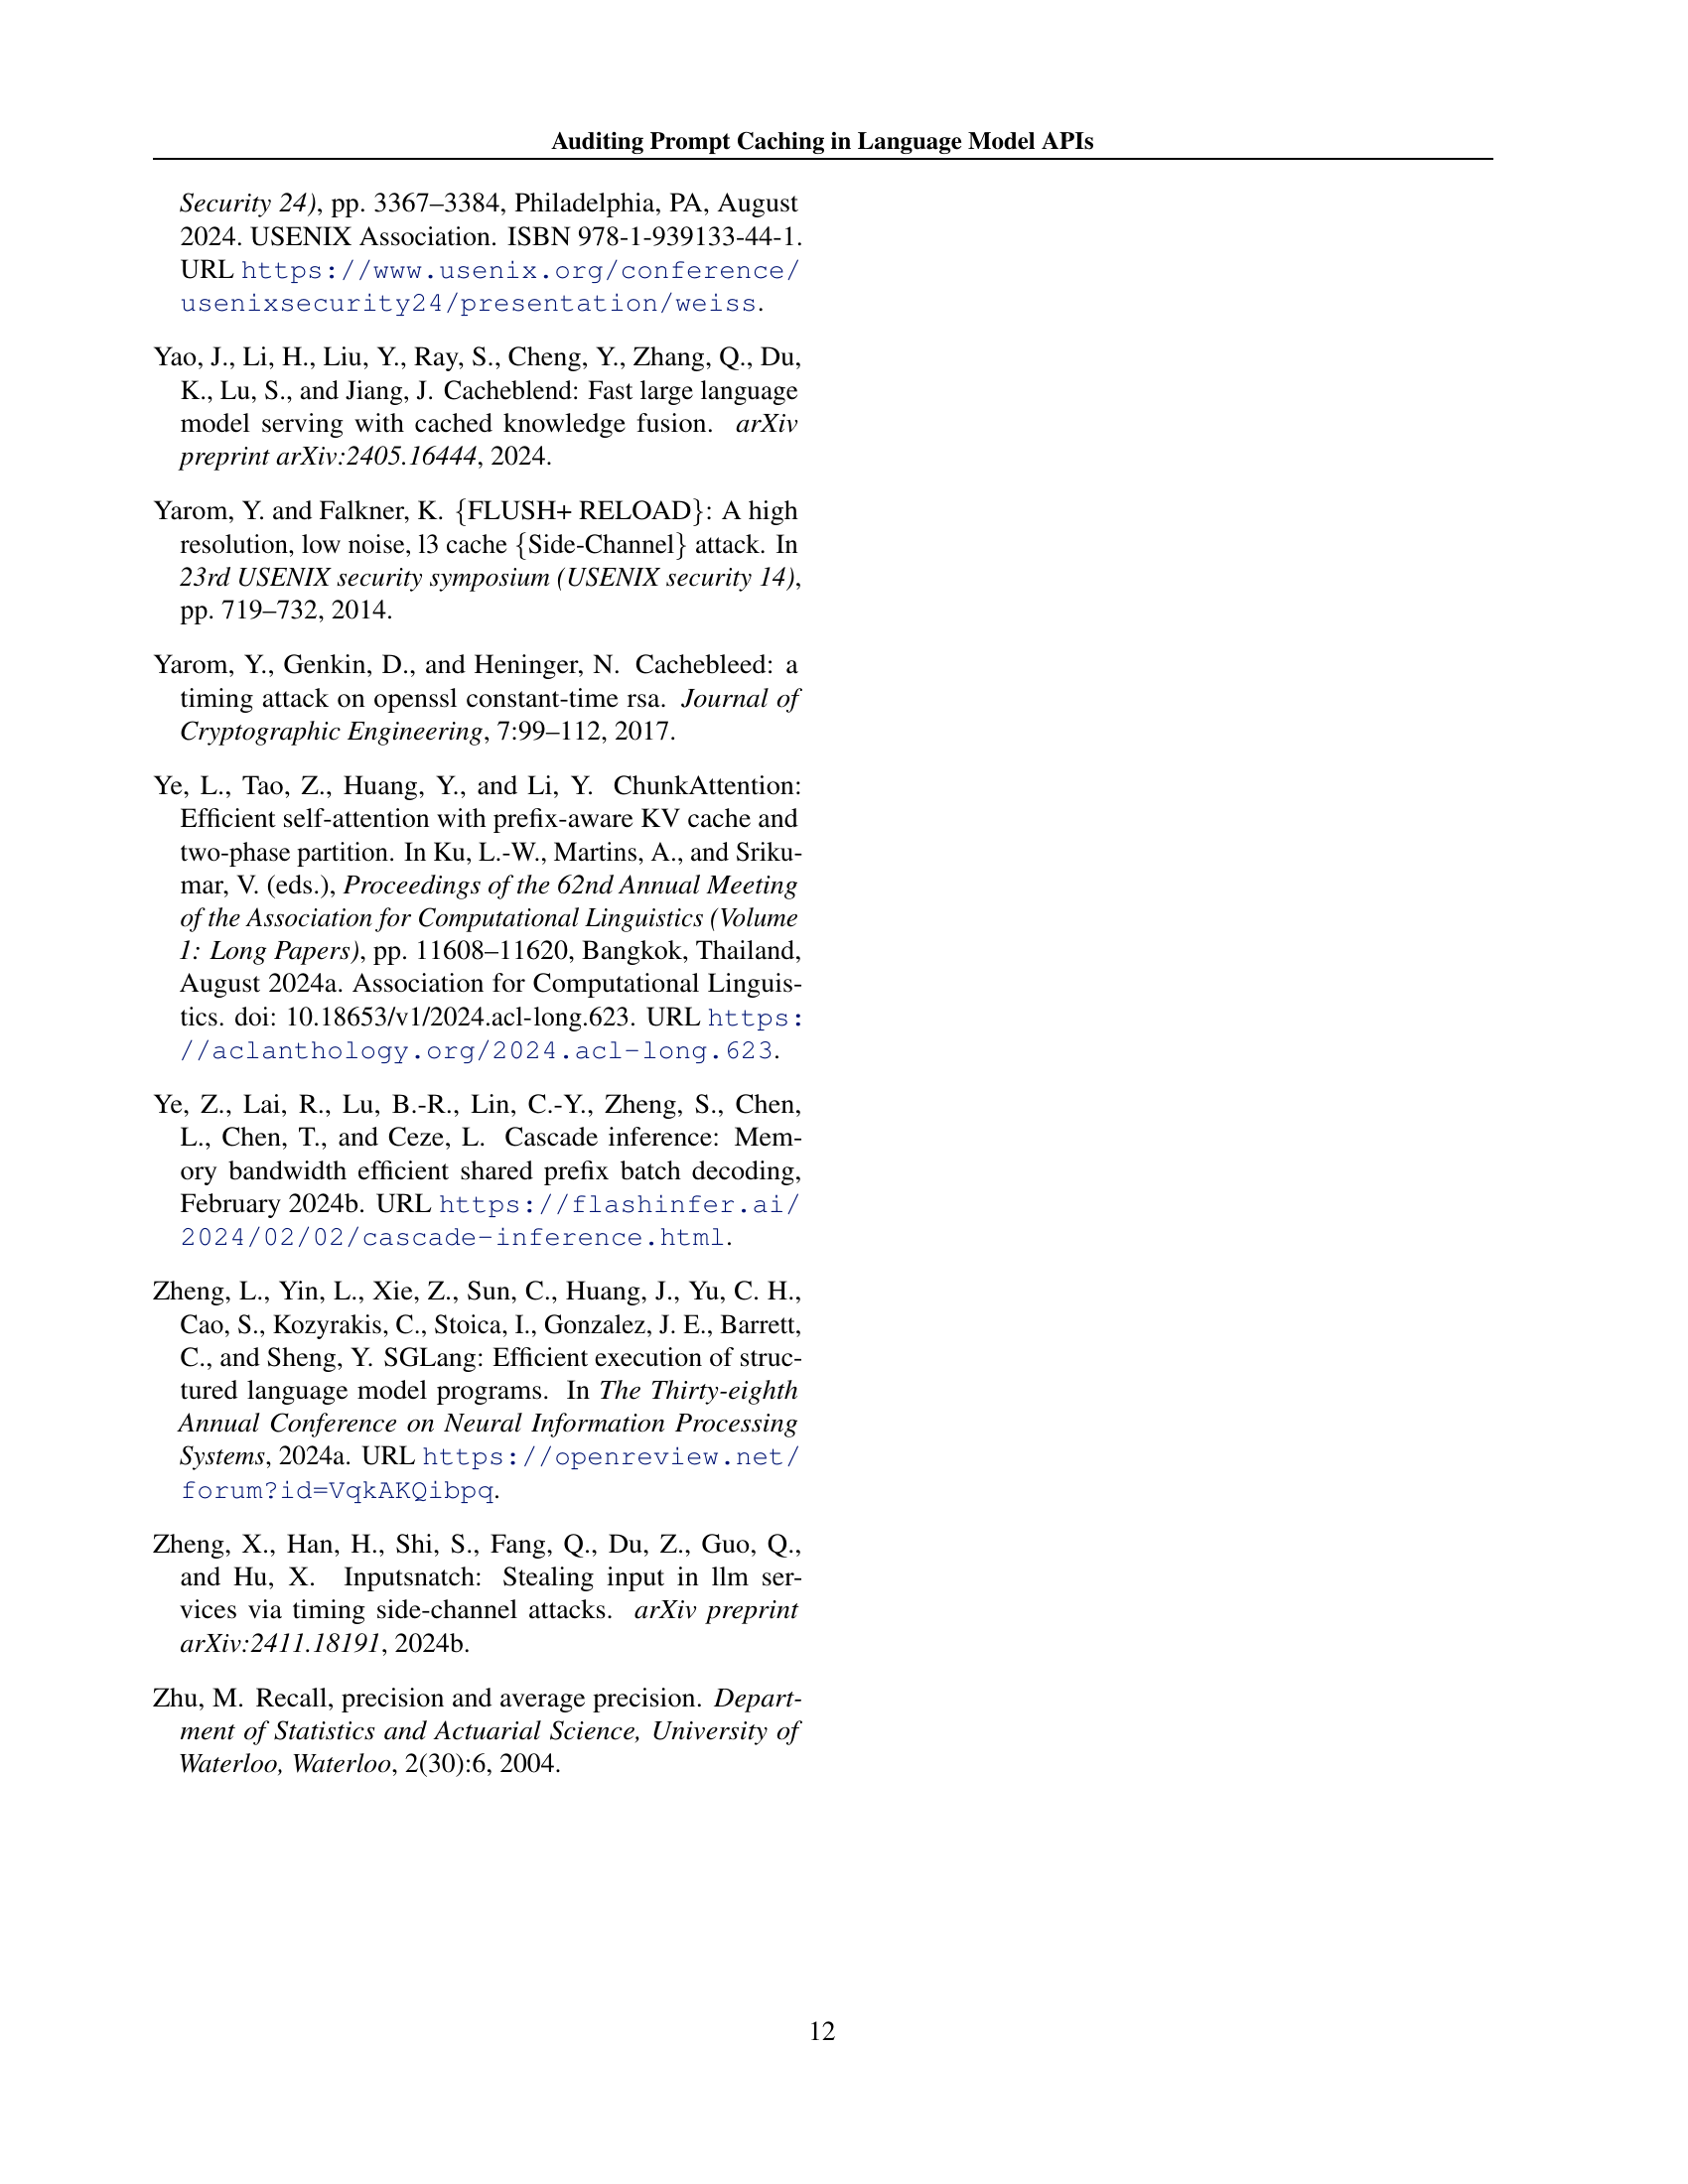 Auditing Prompt Caching in Language Model APIs
Security 24), pp. 3367–3384, Philadelphia, PA, August
2024. USENIX Association. ISBN 978-1-939133-44-1.
URL https://www.usenix.org/conference/
usenixsecurity24/presentation/weiss.
Yao, J., Li, H., Liu, Y., Ray, S., Cheng, Y., Zhang, Q., Du,
K., Lu, S., and Jiang, J. Cacheblend: Fast large language
model serving with cached knowledge fusion. arXiv
preprint arXiv:2405.16444, 2024.
Yarom, Y. and Falkner, K. {FLUSH+ RELOAD}: A high
resolution, low noise, l3 cache {Side-Channel} attack. In
23rd USENIX security symposium (USENIX security 14),
pp. 719–732, 2014.
Yarom, Y., Genkin, D., and Heninger, N. Cachebleed: a
timing attack on openssl constant-time rsa. Journal of
Cryptographic Engineering, 7:99–112, 2017.
Ye, L., Tao, Z., Huang, Y., and Li, Y. ChunkAttention:
Efficient self-attention with prefix-aware KV cache and
two-phase partition. In Ku, L.-W., Martins, A., and Sriku-
mar, V. (eds.), Proceedings of the 62nd Annual Meeting
of the Association for Computational Linguistics (Volume
1: Long Papers), pp. 11608–11620, Bangkok, Thailand,
August 2024a. Association for Computational Linguis-
tics. doi: 10.18653/v1/2024.acl-long.623. URL https:
//aclanthology.org/2024.acl-long.623.
Ye, Z., Lai, R., Lu, B.-R., Lin, C.-Y., Zheng, S., Chen,
L., Chen, T., and Ceze, L. Cascade inference: Mem-
ory bandwidth efficient shared prefix batch decoding,
February 2024b. URL https://flashinfer.ai/
2024/02/02/cascade-inference.html.
Zheng, L., Yin, L., Xie, Z., Sun, C., Huang, J., Yu, C. H.,
Cao, S., Kozyrakis, C., Stoica, I., Gonzalez, J. E., Barrett,
C., and Sheng, Y. SGLang: Efficient execution of struc-
tured language model programs. In The Thirty-eighth
Annual Conference on Neural Information Processing
Systems, 2024a. URL https://openreview.net/
forum?id=VqkAKQibpq.
Zheng, X., Han, H., Shi, S., Fang, Q., Du, Z., Guo, Q.,
and Hu, X. Inputsnatch: Stealing input in llm ser-
vices via timing side-channel attacks. arXiv preprint
arXiv:2411.18191, 2024b.
Zhu, M. Recall, precision and average precision. Depart-
ment of Statistics and Actuarial Science, University of
Waterloo, Waterloo, 2(30):6, 2004.
12